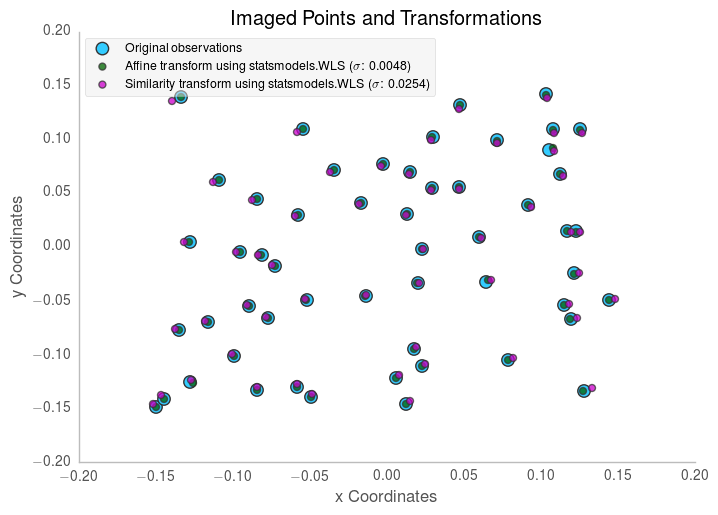 Imaged Points and Transformations
Original observations
Affine transform using statsmodels.WLS (σ: 0.0048)
Similarity transform using statsmodels.WLS (σ: 0.0254)
y Coordinates
0.20
0.15
0.10
0.05
0.00
−0.05
−0.10
−0.15
−0.20
−0.20 −0.15 −0.10 −0.05 0.00 0.05 0.10 0.15 0.20
x Coordinates